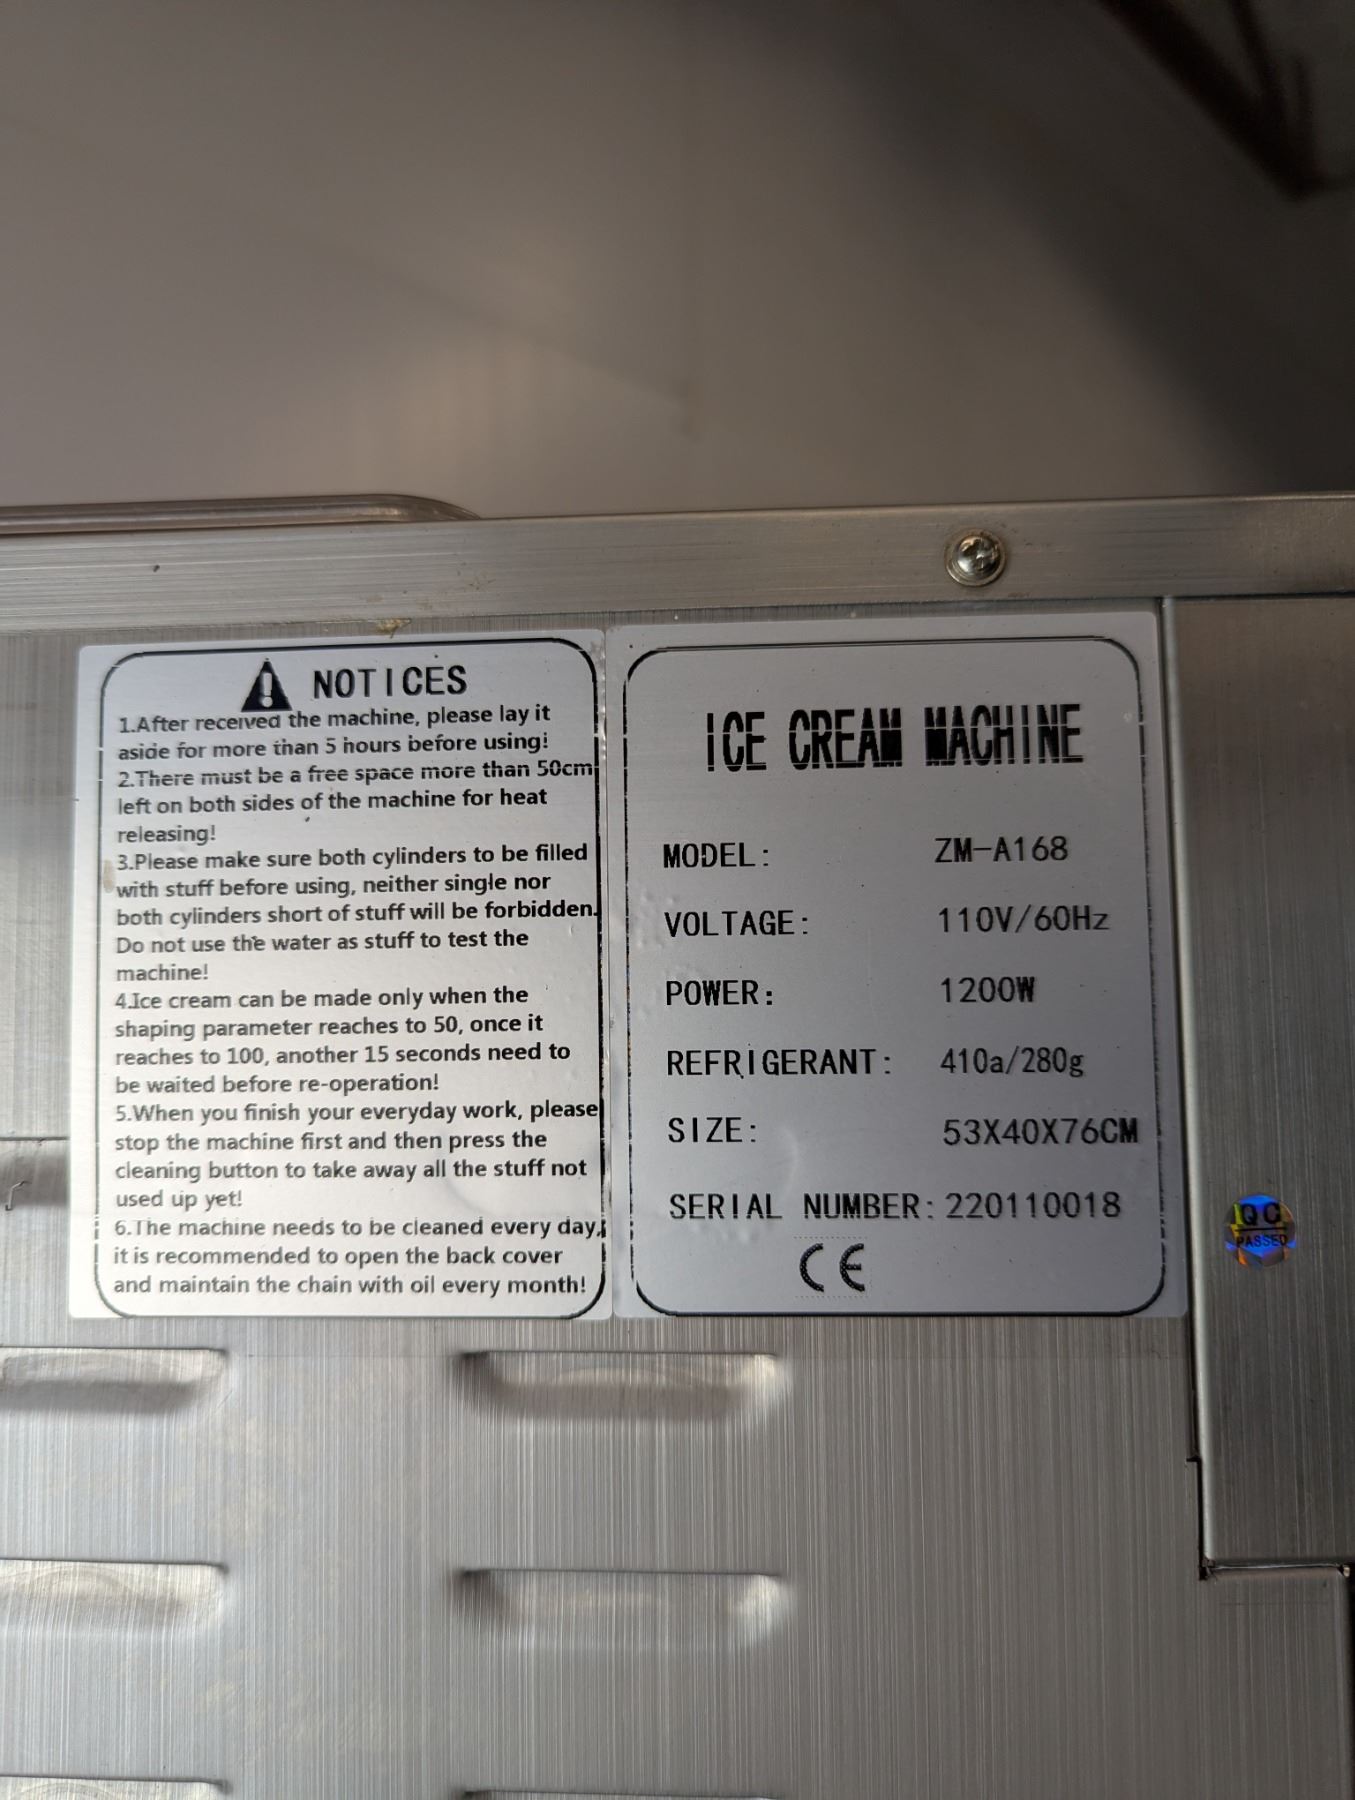 NOTICES
1.After received the machine, please lay it
aside for more than 5 hours before using!
2.There must be a free space more than 50cm
left on both sides of the machine for heat
releasing!
3.Please make sure both cylinders to be filled
with stuff before using, neither single nor
both cylinders short of stuff will be forbidden.
Do not use the water as stuff to test the
machine!
4.Ice cream can be made only when the
shaping parameter reaches to 50, once it
reaches to 100, another 15 seconds need to
be waited before re-operation!
5.When you finish your everyday work, please
stop the machine first and then press the
cleaning button to take away all the stuff not
used up yet!
6.The machine needs to be cleaned every day,
it is recommended to open the back cover
and maintain the chain with oil every month!
ICE CREAM MACHINE
MODEL: ZM-A168
VOLTAGE: 110V/60Hz
POWER: 1200W
REFRIGERANT: 410a/280g
SIZE: 53X40X76CM
SERIAL NUMBER: 220110018
CE
QC
PASSED